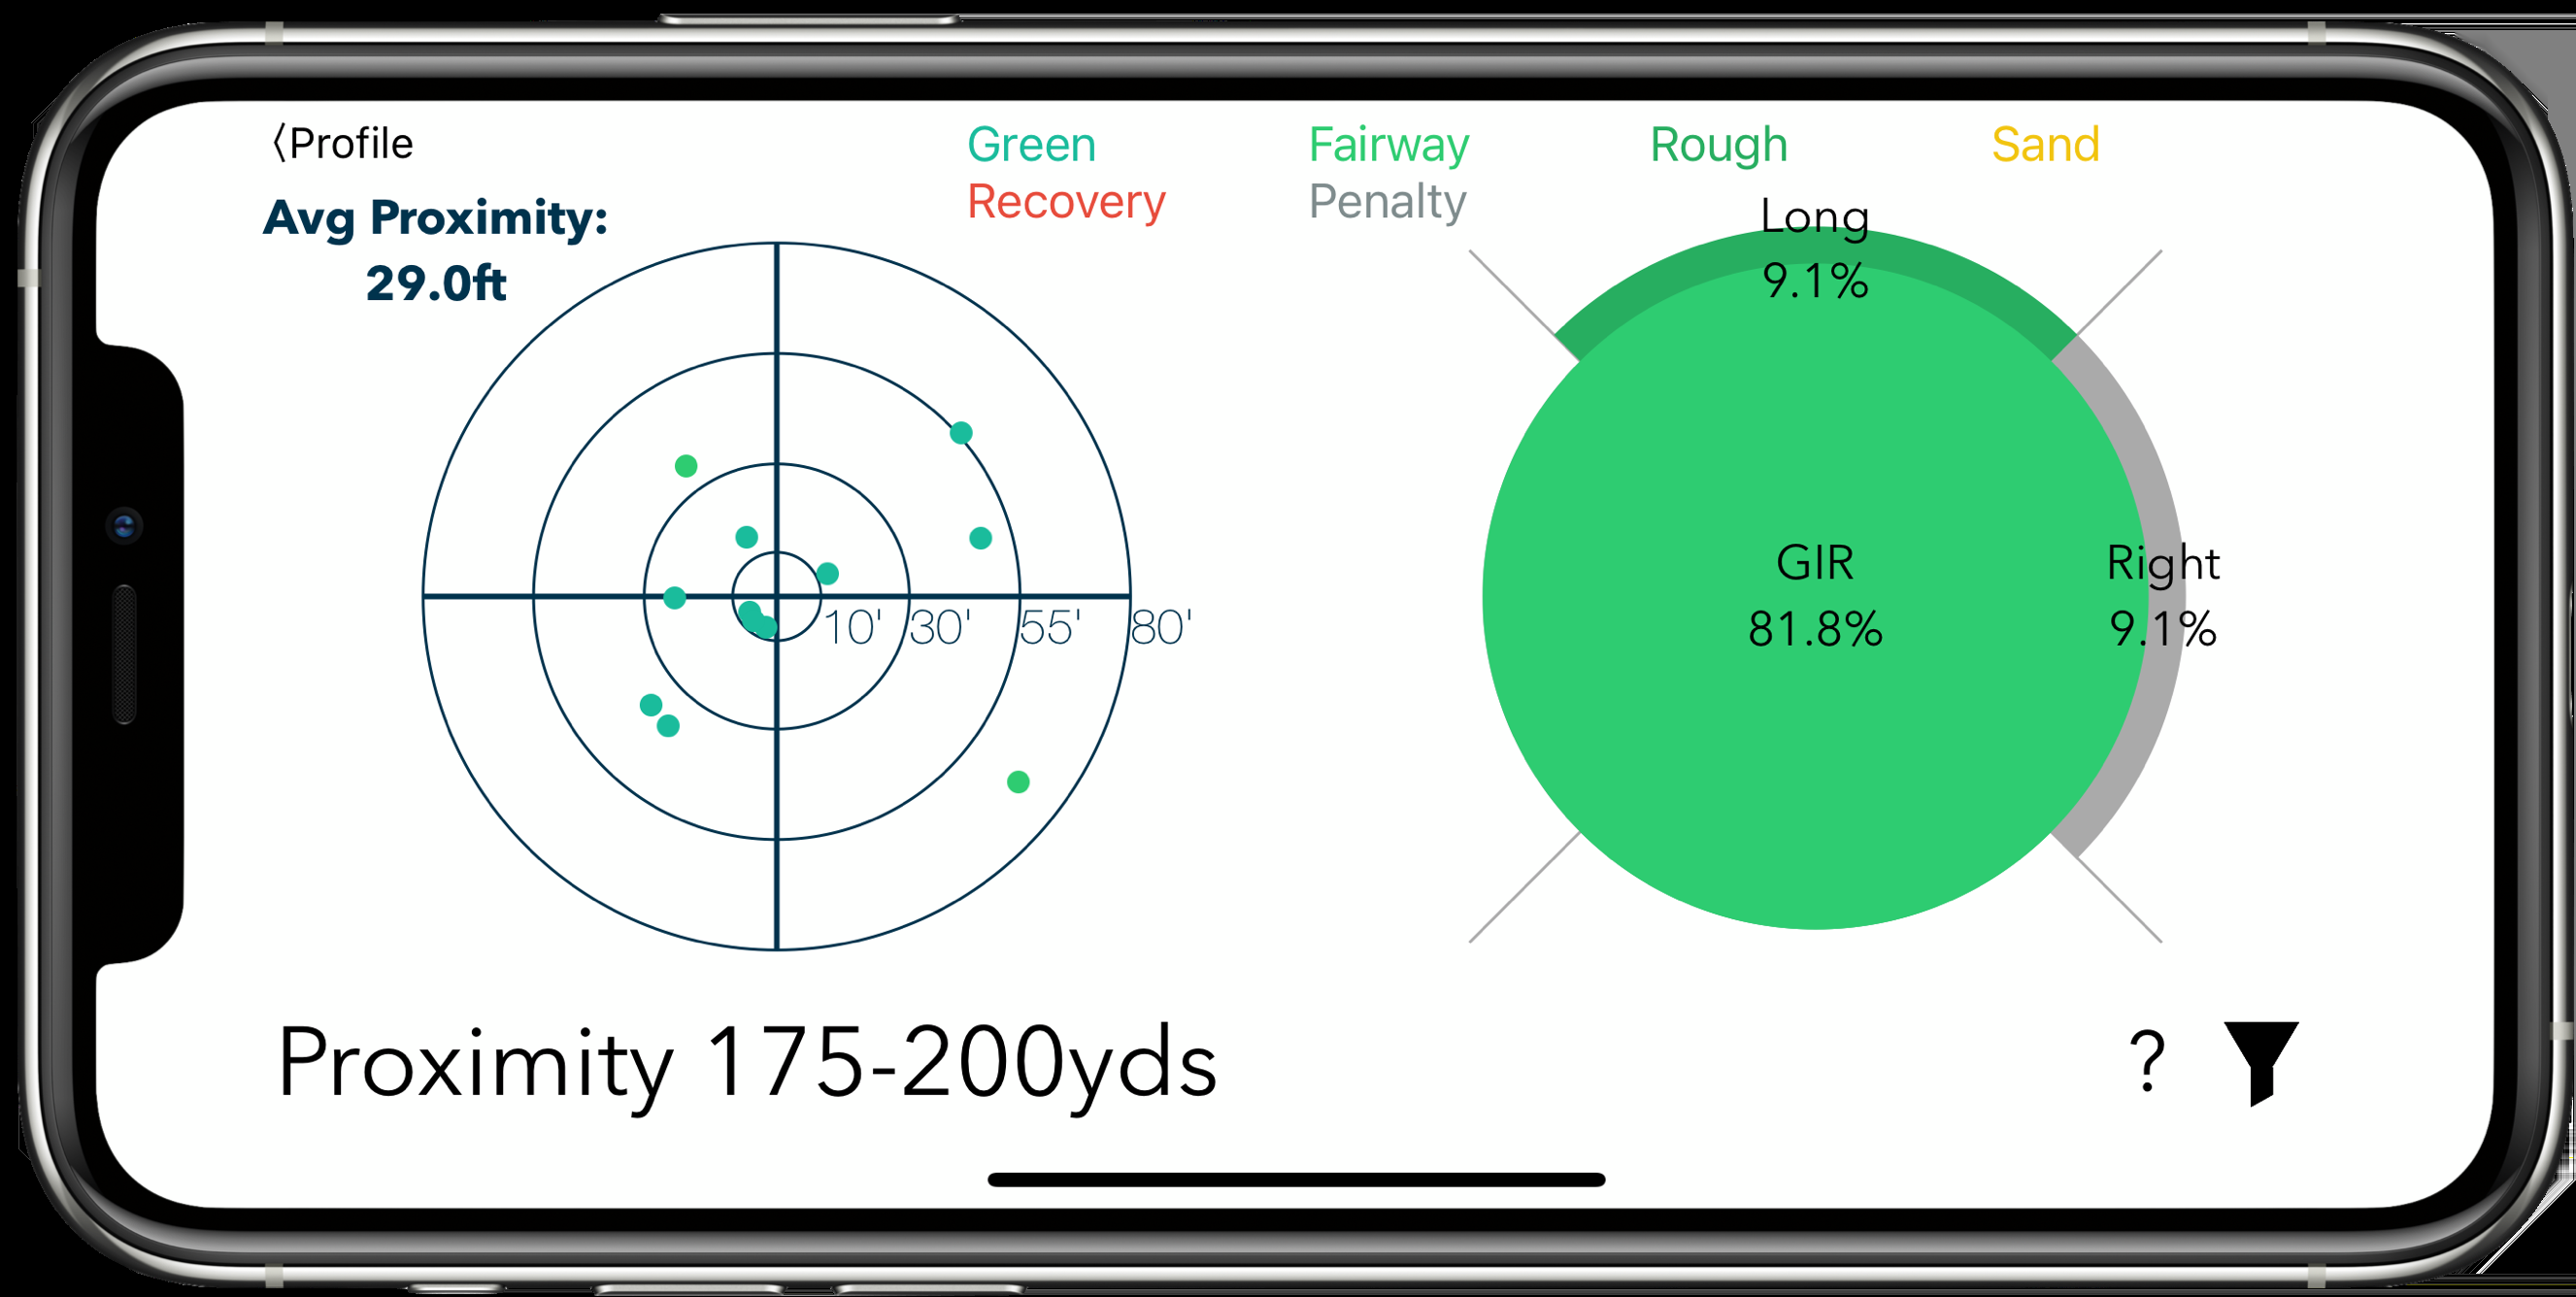 〈Profile
Green
Fairway
Rough
Sand
Recovery
Penalty
Avg Proximity:
29.0ft
10'
30'
55'
80'
Long
9.1%
GIR
81.8%
Right
9.1%
Proximity 175-200yds
?